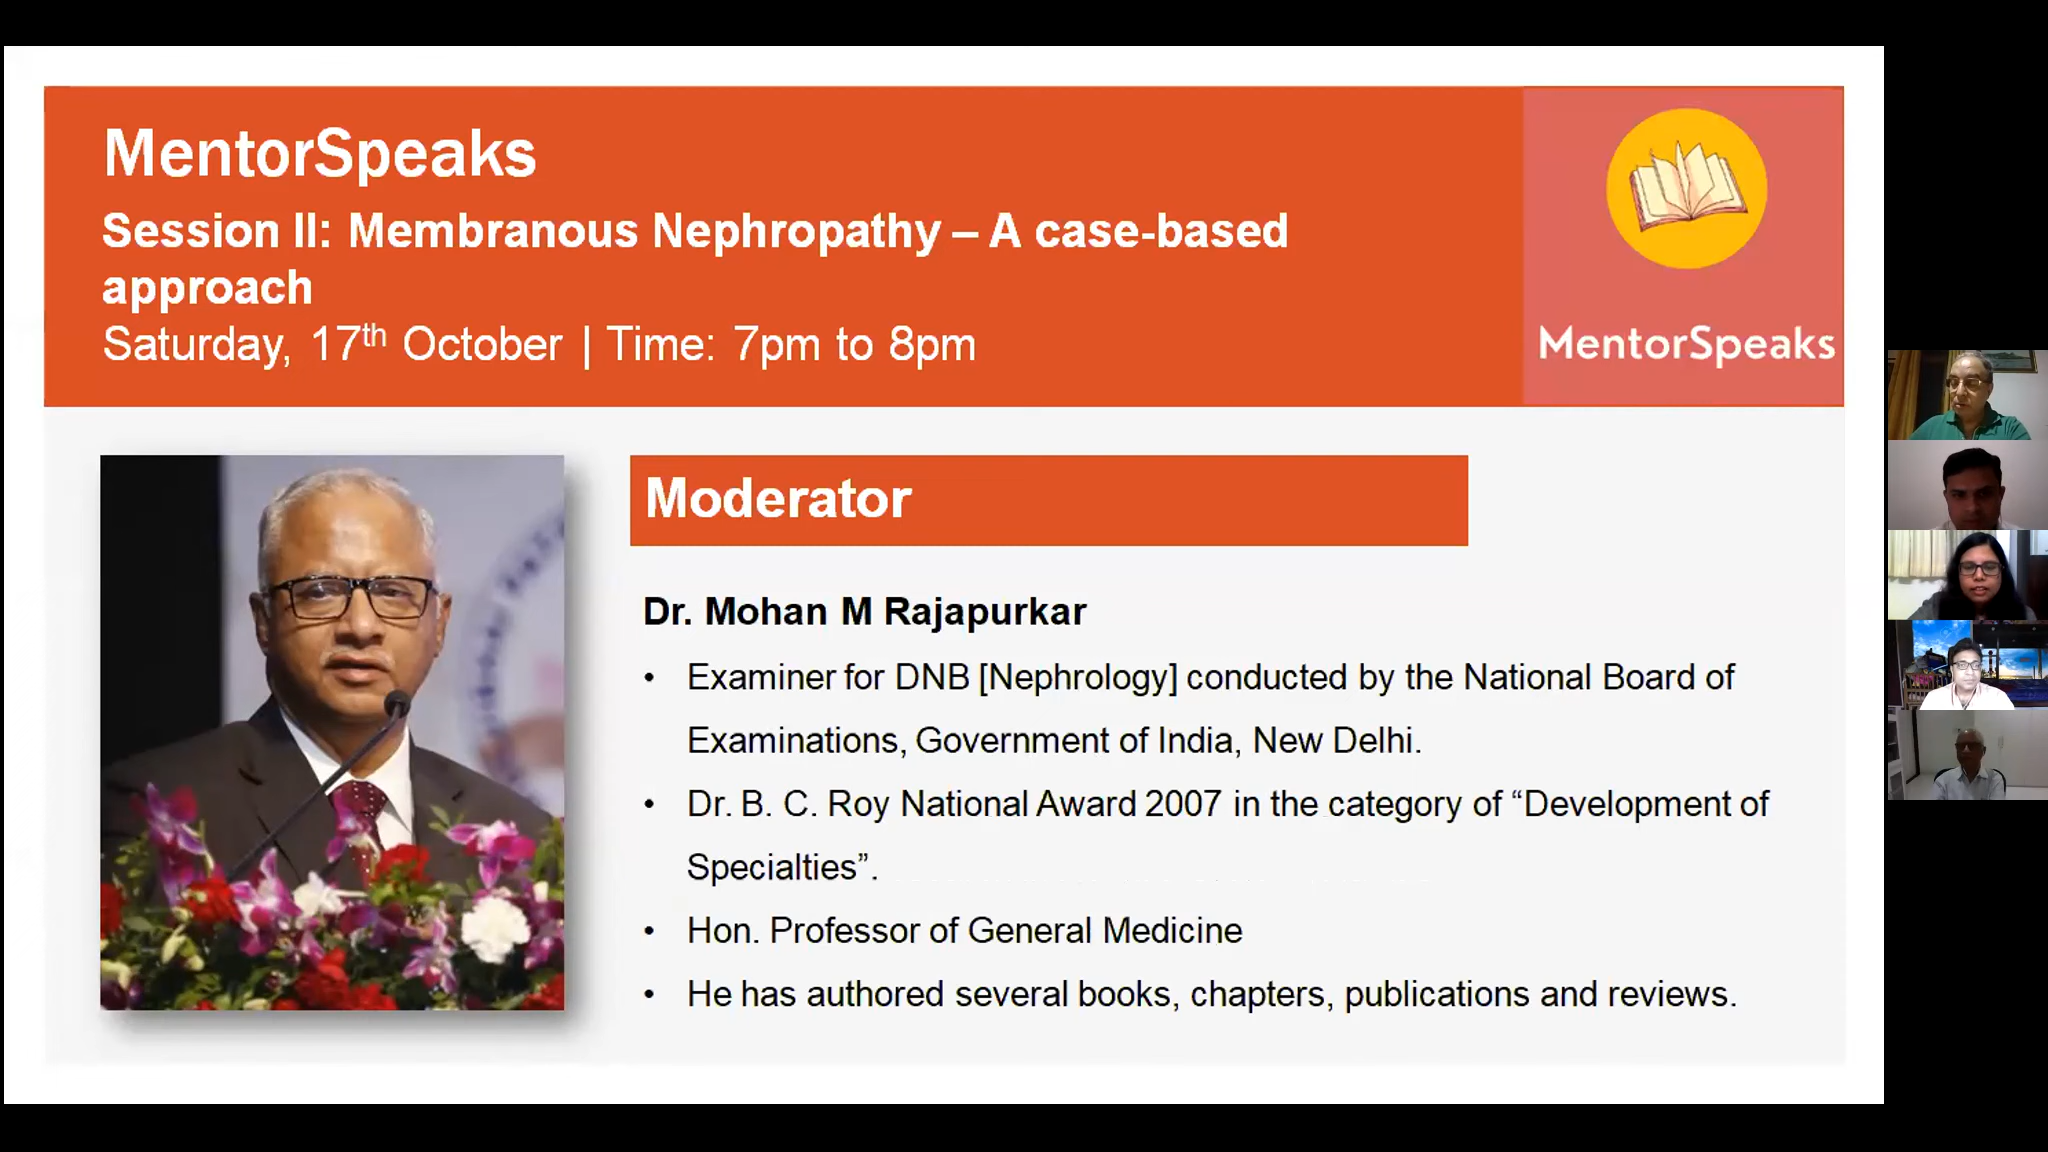 MentorSpeaks
Session II: Membranous Nephropathy – A case-based
approach
Saturday, 17th October | Time: 7pm to 8pm
MentorSpeaks
Moderator
Dr. Mohan M Rajapurkar
• Examiner for DNB [Nephrology] conducted by the National Board of
Examinations, Government of India, New Delhi.
• Dr. B. C. Roy National Award 2007 in the category of “Development of
Specialties”.
• Hon. Professor of General Medicine
• He has authored several books, chapters, publications and reviews.